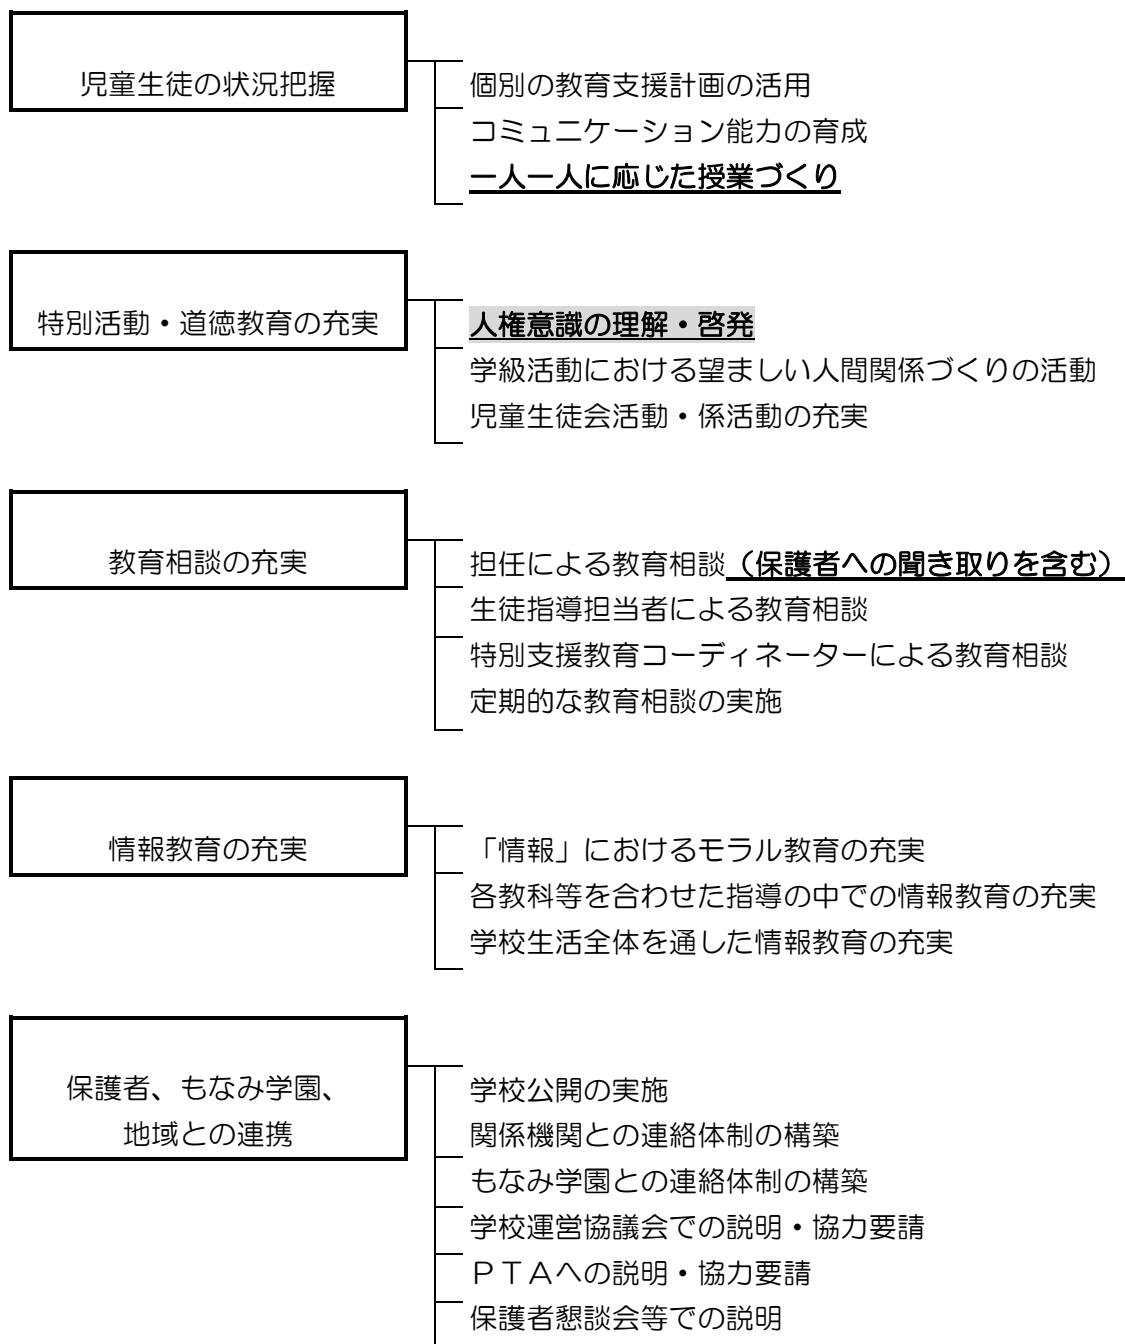 児童生徒の状況把握
個別の教育支援計画の活用
コミュニケーション能力の育成
一人一人に応じた授業づくり
特別活動・道徳教育の充実
人権意識の理解・啓発
学級活動における望ましい人間関係づくりの活動
児童生徒会活動・係活動の充実
教育相談の充実
担任による教育相談（保護者への聞き取りを含む）
生徒指導担当者による教育相談
特別支援教育コーディネーターによる教育相談
定期的な教育相談の実施
情報教育の充実
「情報」におけるモラル教育の充実
各教科等を合わせた指導の中での情報教育の充実
学校生活全体を通した情報教育の充実
保護者、もなみ学園、
地域との連携
学校公開の実施
関係機関との連絡体制の構築
もなみ学園との連絡体制の構築
学校運営協議会での説明・協力要請
ＰＴＡへの説明・協力要請
保護者懇談会等での説明